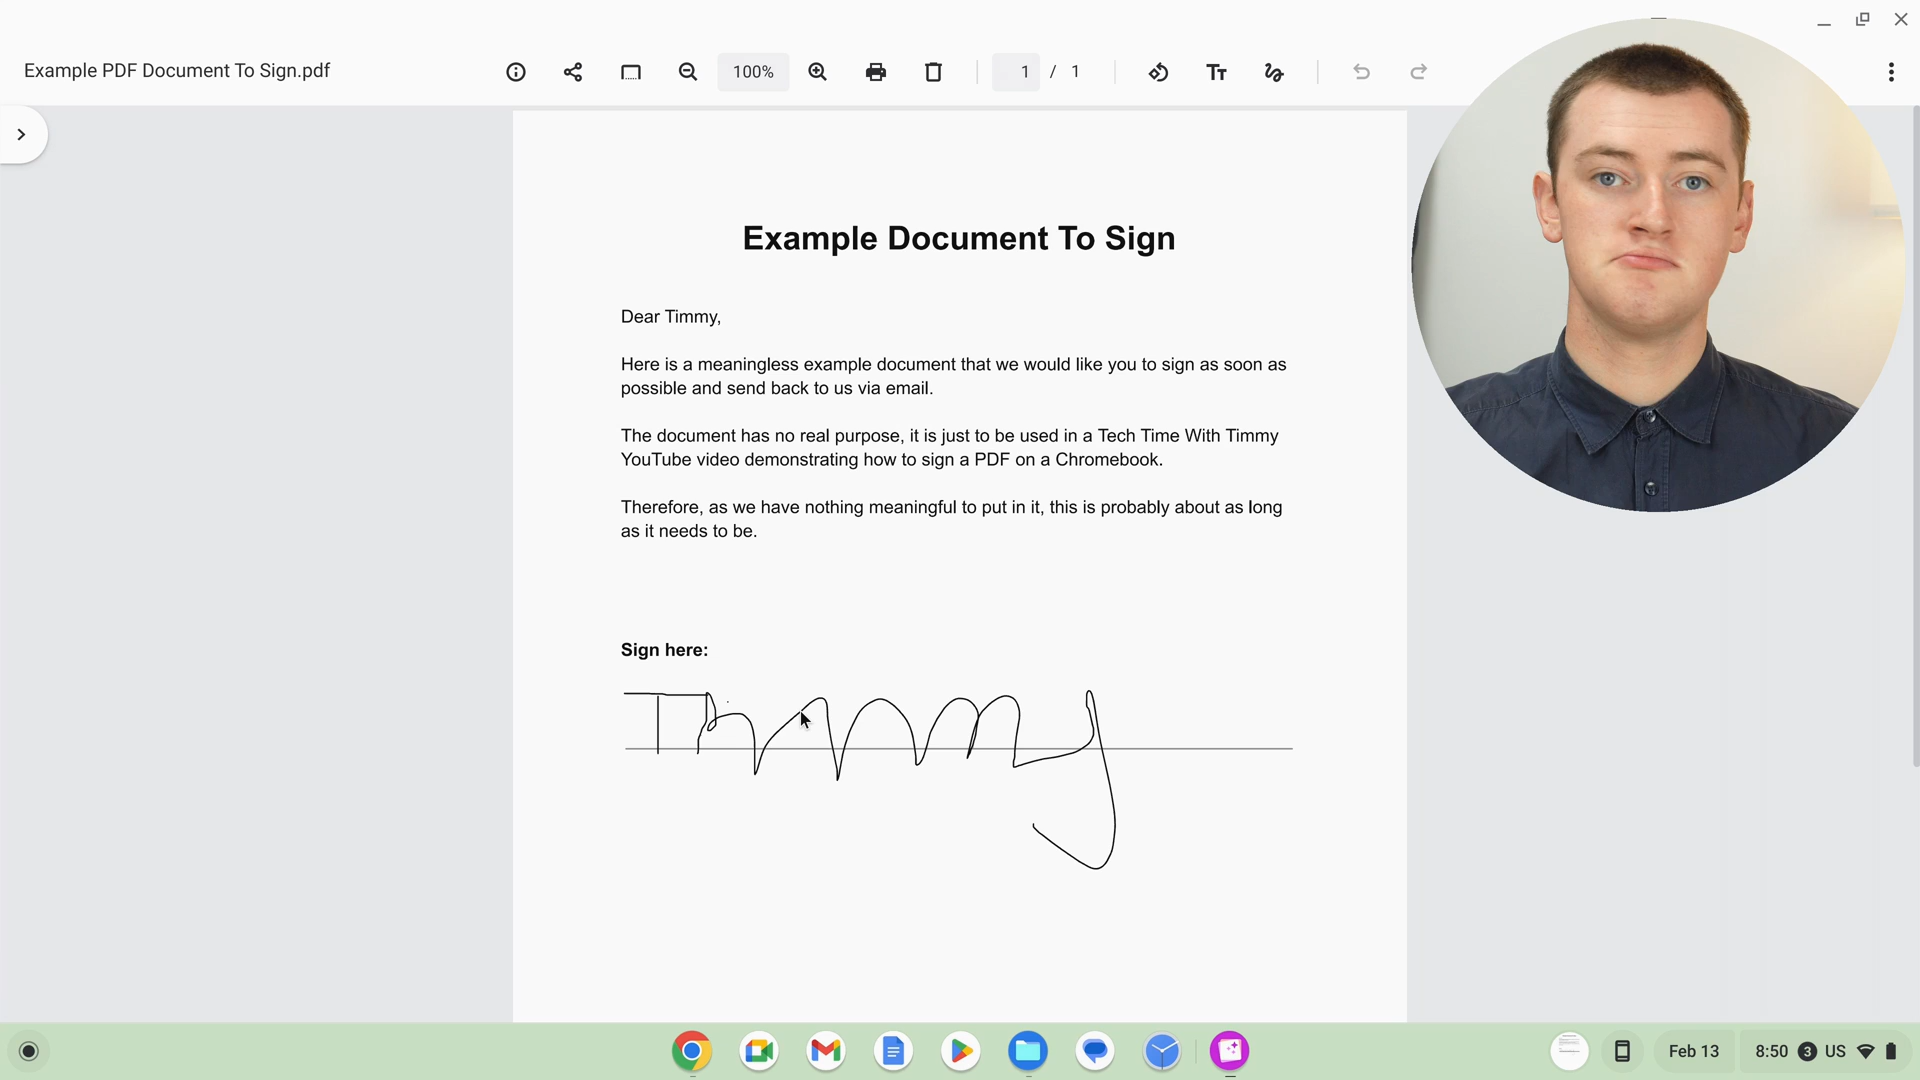 Example PDF Document To Sign.pdf
100%
1 / 1
Example Document To Sign
Dear Timmy,
Here is a meaningless example document that we would like you to sign as soon as
possible and send back to us via email.
The document has no real purpose, it is just to be used in a Tech Time With Timmy
YouTube video demonstrating how to sign a PDF on a Chromebook.
Therefore, as we have nothing meaningful to put in it, this is probably about as long
as it needs to be.
Sign here:
Timmy
Feb 13
8:50 3 US